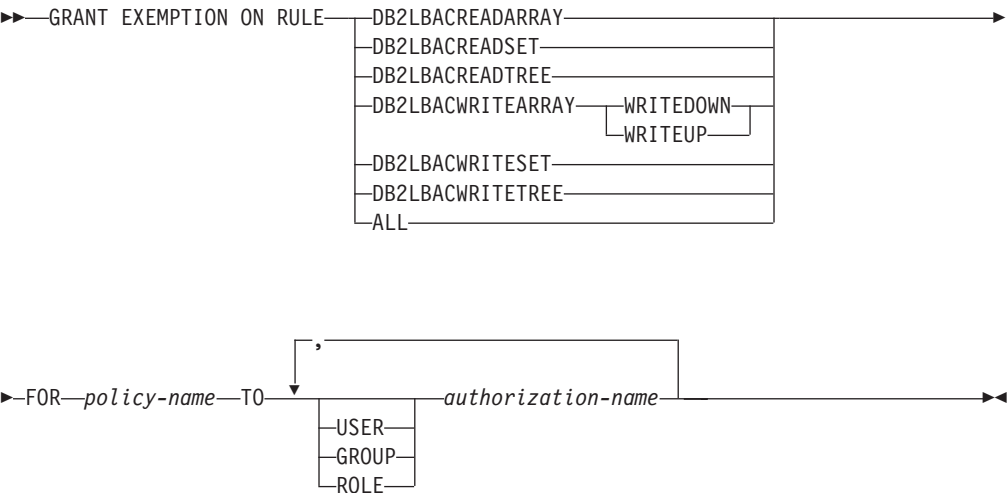 GRANT EXEMPTION ON RULE DB2LBACREADARRAY
DB2LBACREADSET
DB2LBACREADTREE
DB2LBACWRITEARRAY WRITEDOWN
WRITEUP
DB2LBACWRITESET
DB2LBACWRITETREE
ALL
,
FOR policy-name TO authorization-name
USER
GROUP
ROLE